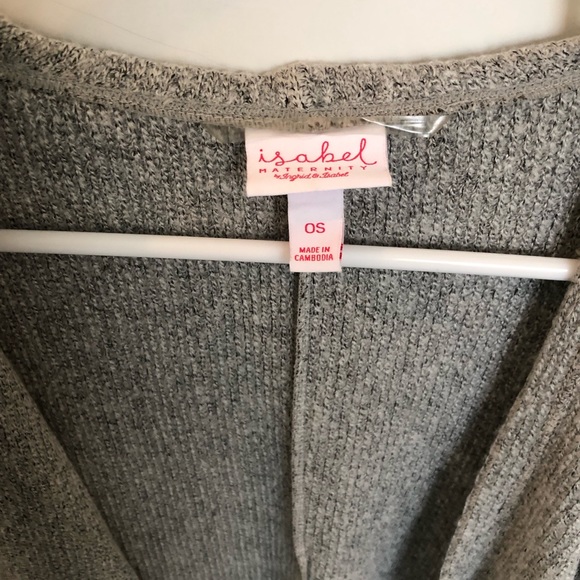 isabel
MATERNITY
by Ingrid & Isabel
OS
MADE IN
CAMBODIA